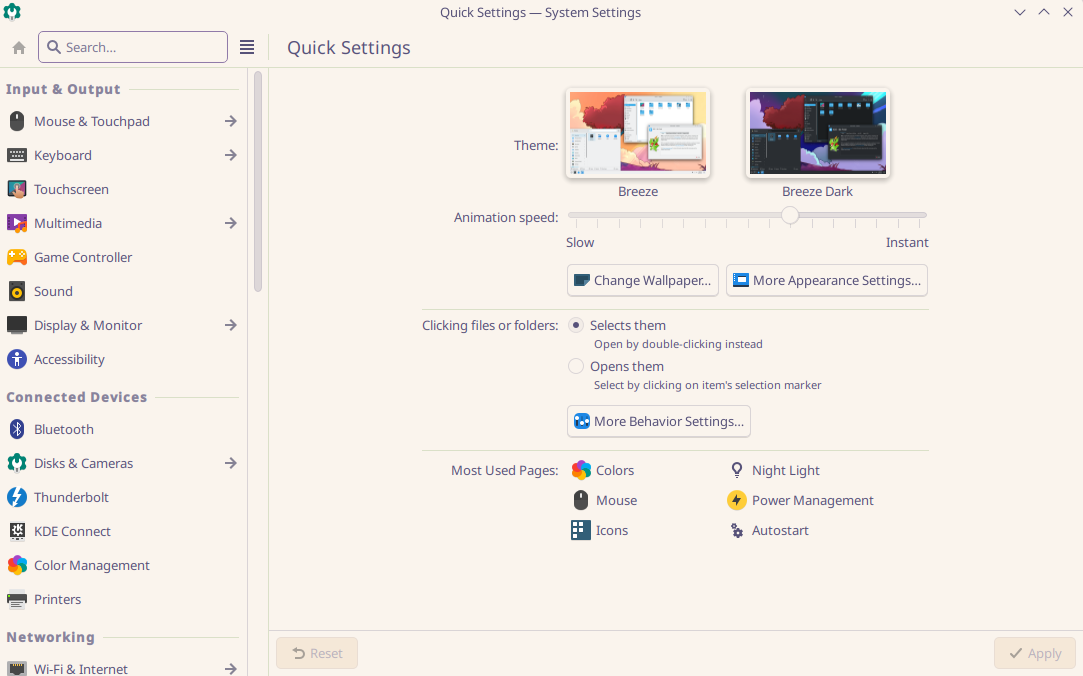 Quick Settings — System Settings
Search...
Quick Settings
Input & Output
Mouse & Touchpad
Keyboard
Touchscreen
Multimedia
Game Controller
Sound
Display & Monitor
Accessibility
Connected Devices
Bluetooth
Disks & Cameras
Thunderbolt
KDE Connect
Color Management
Printers
Networking
Wi-Fi & Internet
Theme:
Breeze Breeze Dark
Animation speed:
Slow Instant
Change Wallpaper... More Appearance Settings...
Clicking files or folders: Selects them
Open by double-clicking instead
Opens them
Select by clicking on item's selection marker
More Behavior Settings...
Most Used Pages: Colors Night Light
Mouse Power Management
Icons Autostart
Reset Apply